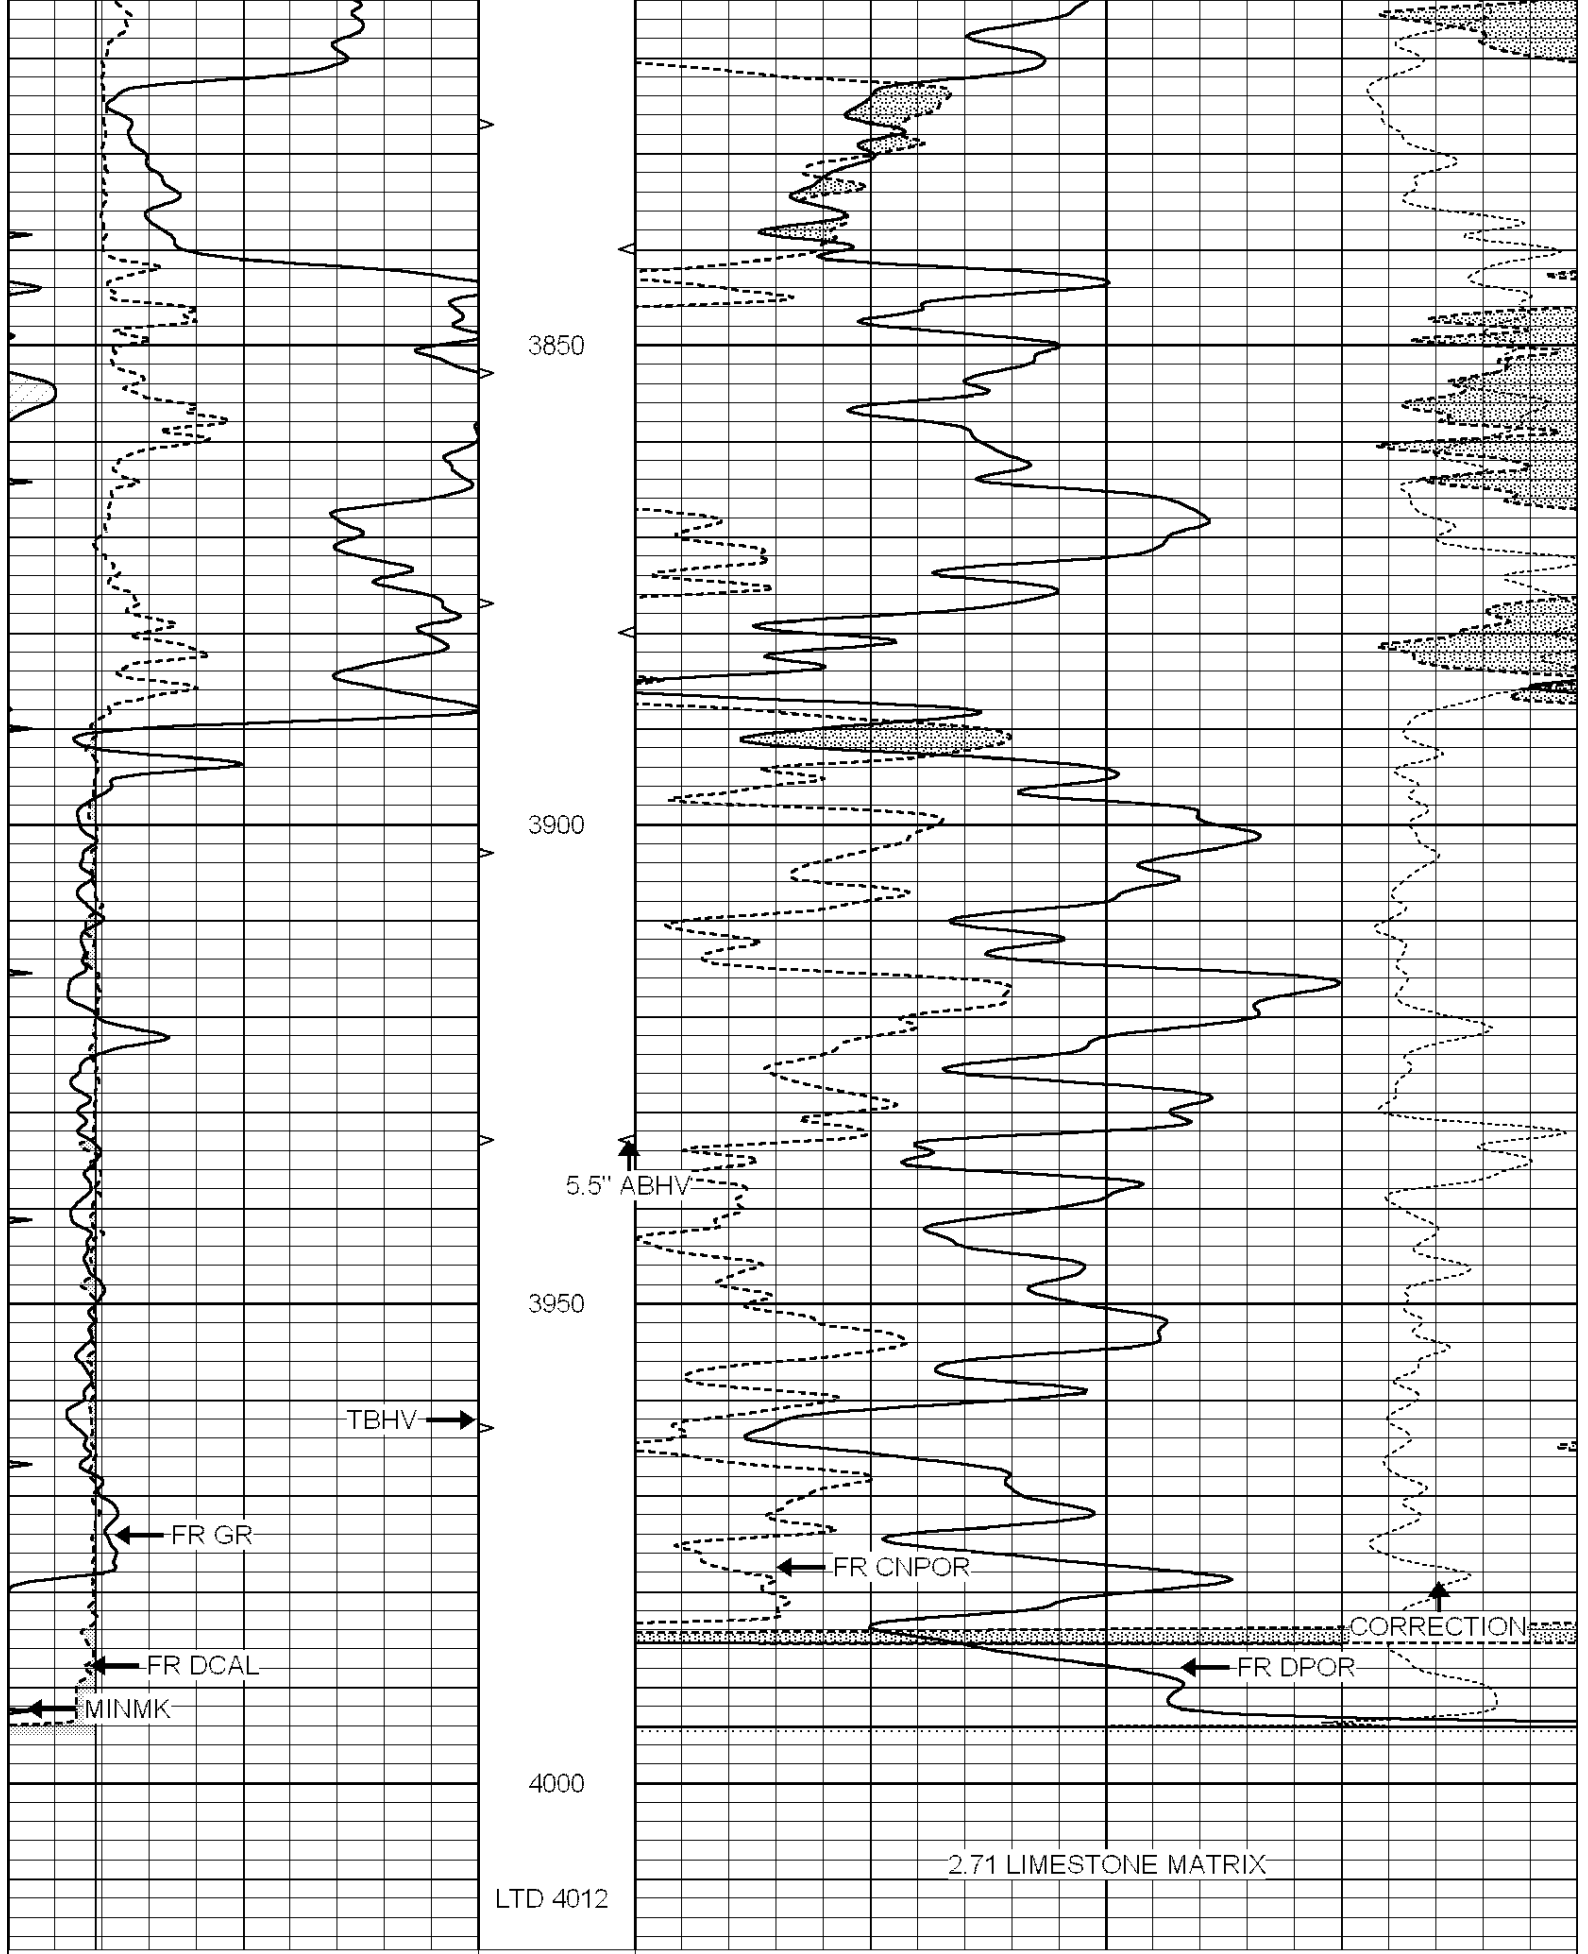 3850
3900
5.5" ABHV
3950
TBHV
FR GR
FR CNPOR
CORRECTION
FR DCAL
FR DPOR
MINMK
4000
2.71 LIMESTONE MATRIX
LTD 4012